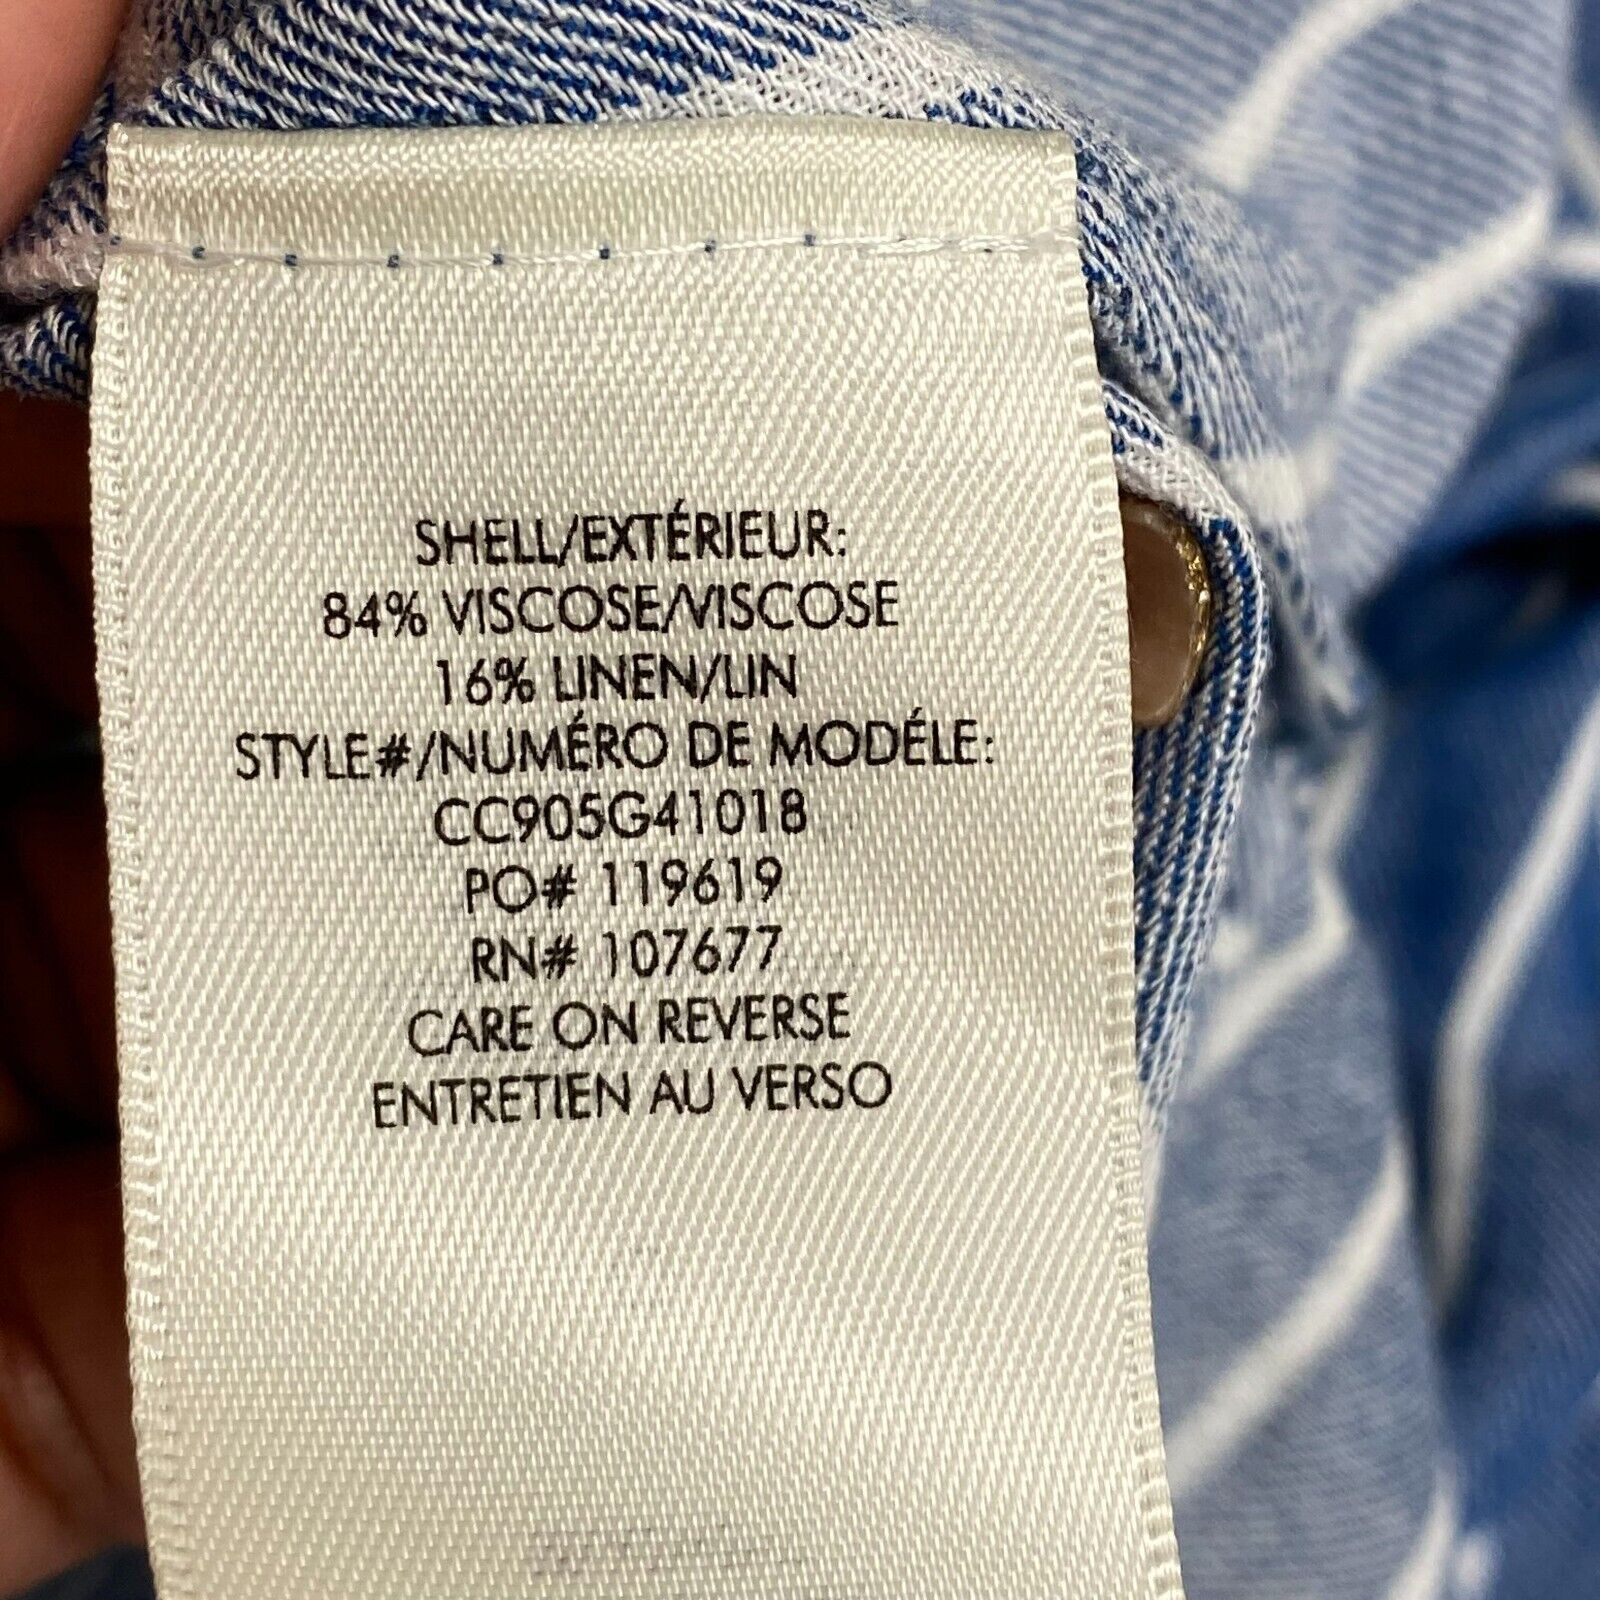 SHELL/EXTÉRIEUR:
84% VISCOSE/VISCOSE
16% LINEN/LIN
STYLE#/NUMÉRO DE MODÉLE:
CC905G41018
PO# 119619
RN# 107677
CARE ON REVERSE
ENTRETIEN AU VERSO